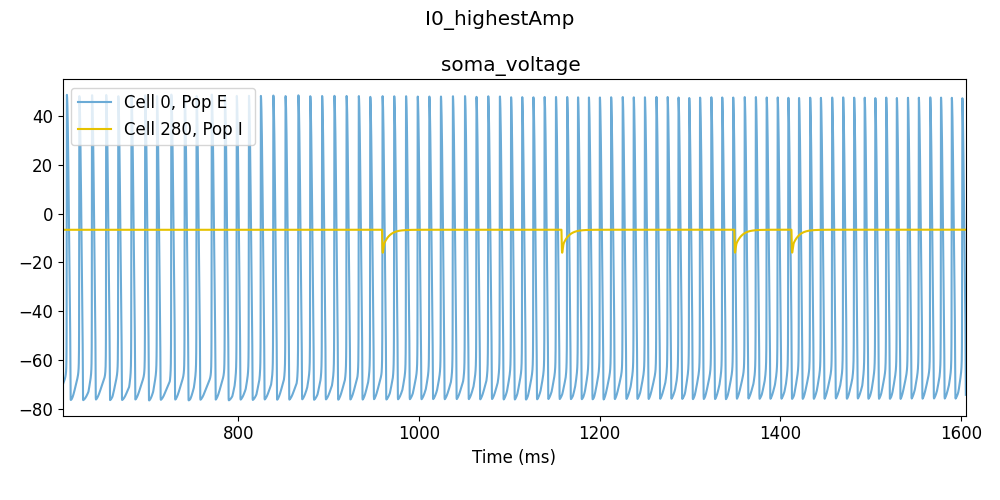 I0_highestAmp
soma_voltage
Cell 0, Pop E
Cell 280, Pop I
40
20
0
−20
−40
−60
−80
800
1000
1200
1400
1600
Time (ms)